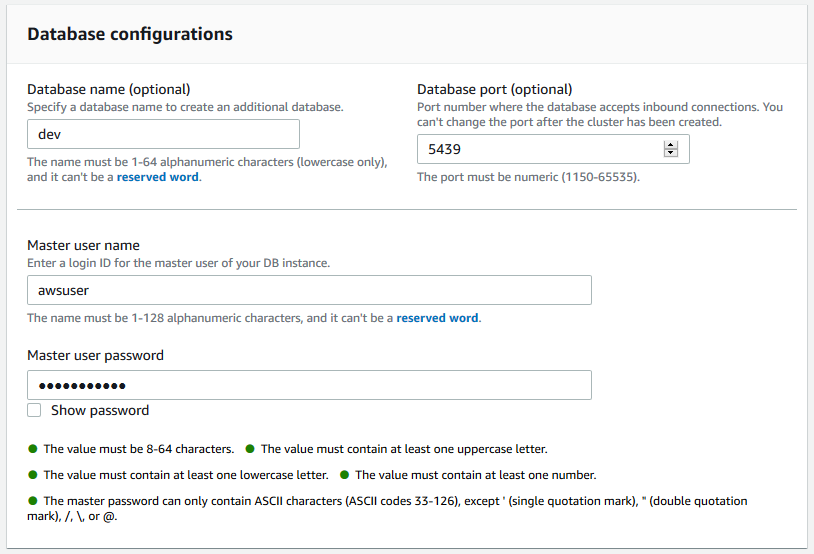 Database configurations
Database name (optional)
Specify a database name to create an additional database.
dev
The name must be 1-64 alphanumeric characters (lowercase only),
and it can't be a reserved word.
Database port (optional)
Port number where the database accepts inbound connections. You
can't change the port after the cluster has been created.
5439
The port must be numeric (1150-65535).
Master user name
Enter a login ID for the master user of your DB instance.
awsuser
The name must be 1-128 alphanumeric characters, and it can't be a reserved word.
Master user password
•••••••••••
Show password
● The value must be 8-64 characters. ● The value must contain at least one uppercase letter.
● The value must contain at least one lowercase letter. ● The value must contain at least one number.
● The master password can only contain ASCII characters (ASCII codes 33-126), except ' (single quotation mark), " (double quotation
mark), /, \, or @.